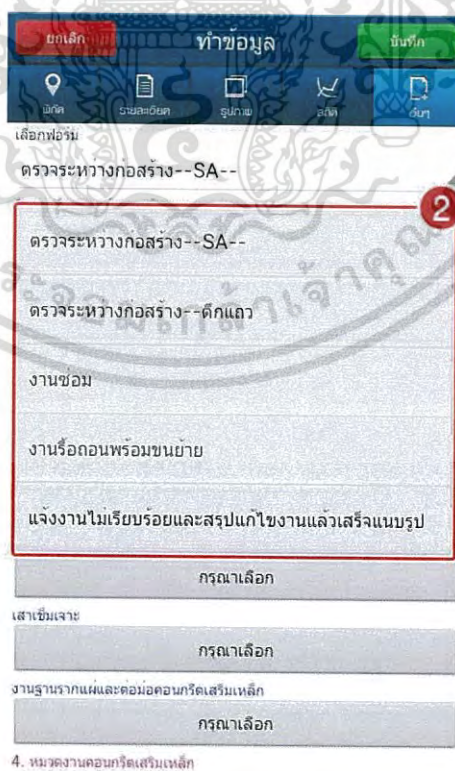 ยกเลิก ทำข้อมูล บันทึก
พิกัด รายละเอียด รูปภาพ สถิติ อื่นๆ
เลือกฟอร์ม
ตรวจระหว่างก่อสร้าง--SA--
2
ตรวจระหว่างก่อสร้าง--SA--
ตรวจระหว่างก่อสร้าง--ตึกแถว
งานซ่อม
งานรื้อถอนพร้อมขนย้าย
แจ้งงานไม่เรียบร้อยและสรุปแก้ไขงานแล้วเสร็จแนบรูป
กรุณาเลือก
เสาเข็มเจาะ
กรุณาเลือก
งานฐานรากแผ่และตอม่อคอนกรีตเสริมเหล็ก
กรุณาเลือก
4. หมวดงานคอนกรีตเสริมเหล็ก